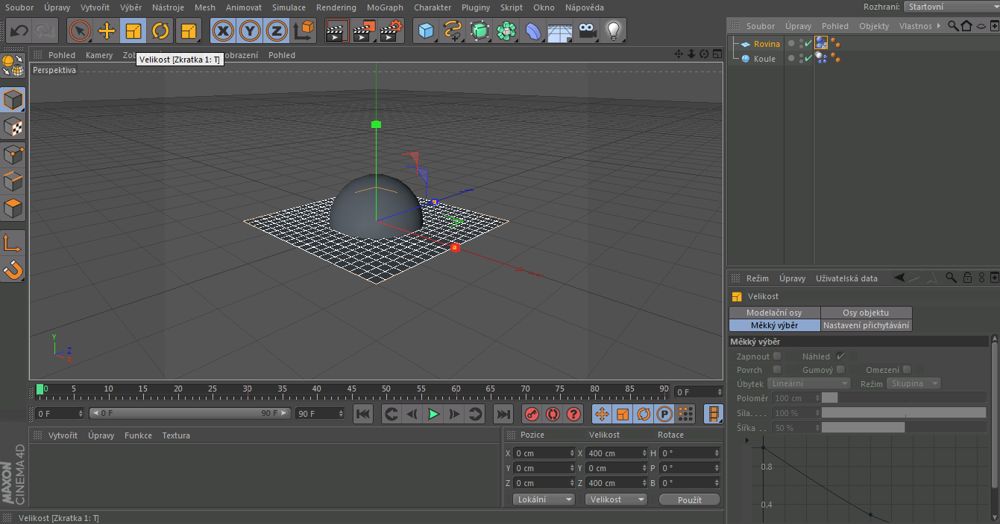 Soubor Úpravy Vytvořit Výběr Nástroje Mesh Animovat Simulace Rendering MoGraph Charakter Pluginy Skript Okno Nápověda
Rozhraní: Startovní
Soubor Úpravy Pohled Objekty Vlastnos
Rovina
Koule
Pohled Kamery Zob obrazení Pohled
Velikost [Zkratka 1: T]
Perspektiva
Y
Z
X
Režim Úpravy Uživatelská data
Velikost
Modelační osy Osy objektu
Měkký výběr Nastavení přichytávání
Měkký výběr
Zapnout Náhled
Povrch Gumový Omezení
Úbytek Lineární Režim Skupina
Poloměr 100 cm
Síla.... 100 %
Šířka .. 50 %
0.8
0.4
0 5 10 15 20 25 30 35 40 45 50 55 60 65 70 75 80 85 90 0 F
0 F 0 F 90 F 90 F
Vytvořit Úpravy Funkce Textura
Pozice Velikost Rotace
X 0 cm X 400 cm H 0 °
Y 0 cm Y 0 cm P 0 °
Z 0 cm Z 400 cm B 0 °
Lokální Velikost Použít
MAXON
CINEMA 4D
Velikost [Zkratka 1: T]